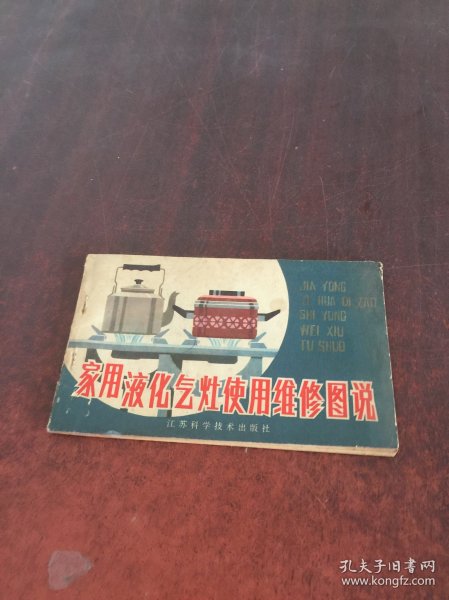 JIA YONG
YE HUA QI ZAO
SHI YONG
WEI XIU
TU SHUO
家用液化气灶使用维修图说
江苏科学技术出版社
孔夫子旧书网
www.kongfz.com